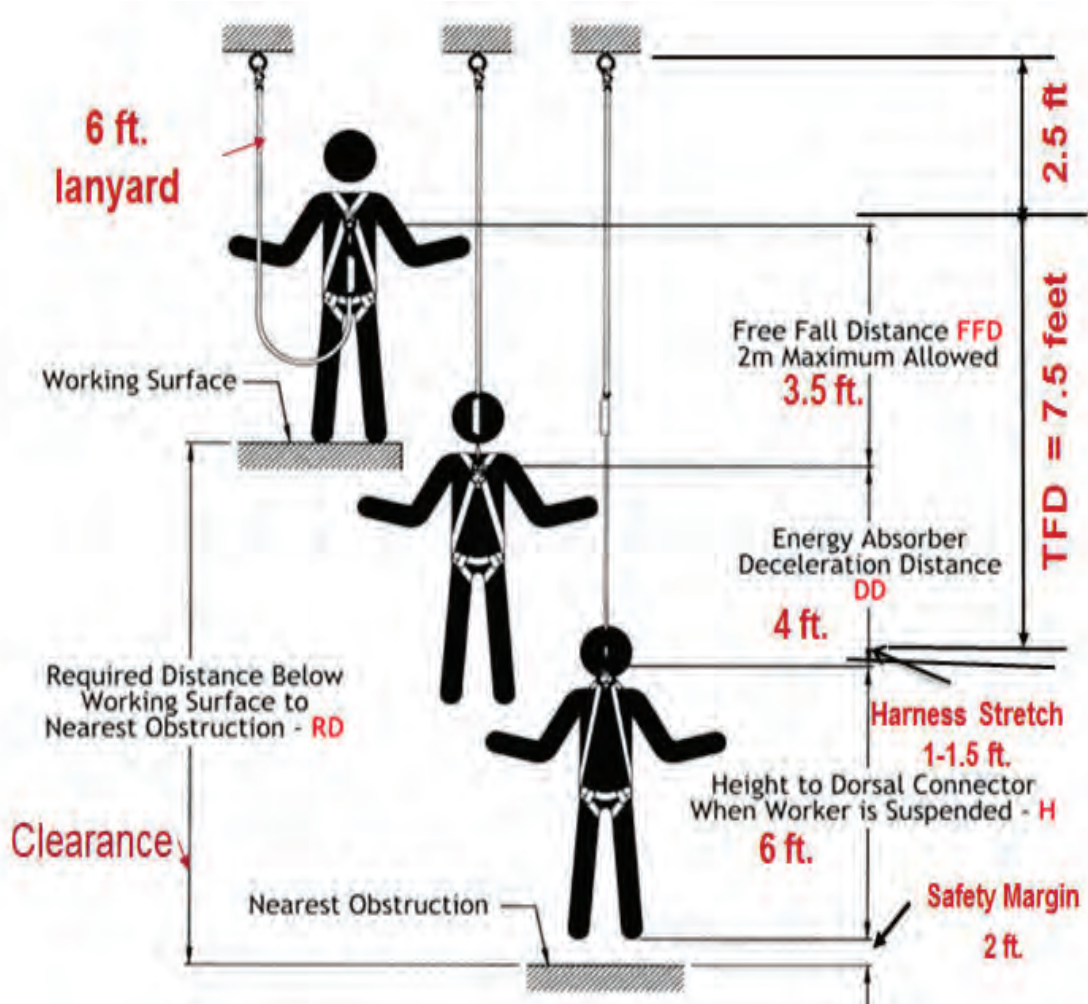 6 ft.
lanyard
2.5 ft
Free Fall Distance FFD
2m Maximum Allowed
3.5 ft.
TFD = 7.5 feet
Working Surface
Energy Absorber
Deceleration Distance
DD
4 ft.
Required Distance Below
Working Surface to
Nearest Obstruction - RD
Harness Stretch
1-1.5 ft.
Height to Dorsal Connector
When Worker is Suspended - H
6 ft.
Clearance
Nearest Obstruction
Safety Margin
2 ft.